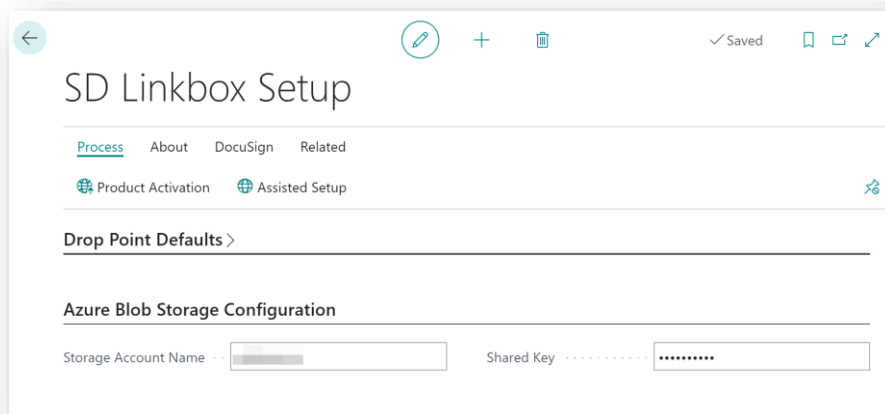 Saved
SD Linkbox Setup
Process About DocuSign Related
Product Activation Assisted Setup
Drop Point Defaults
Azure Blob Storage Configuration
Storage Account Name Shared Key ••••••••••